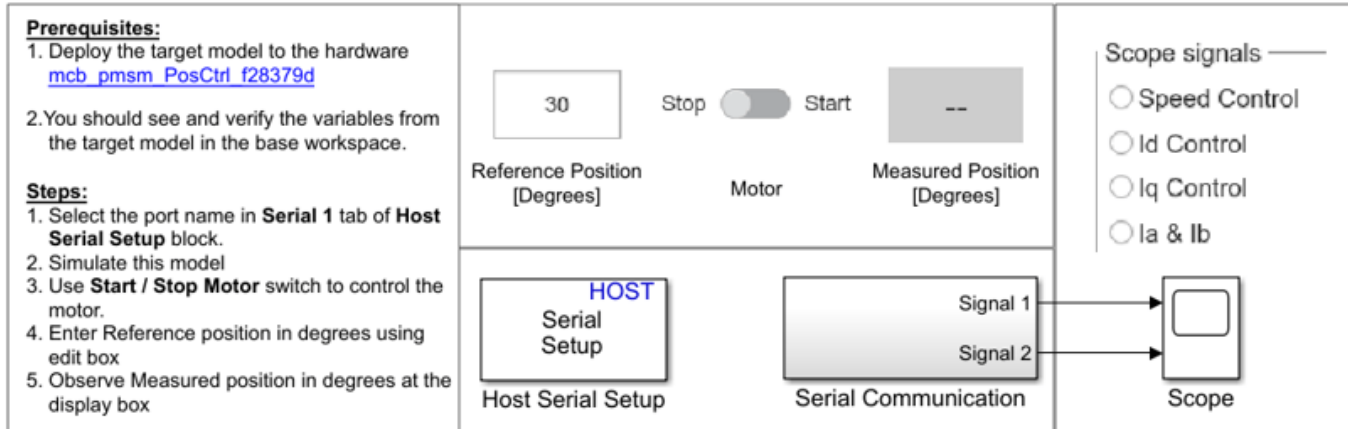 Prerequisites:
1. Deploy the target model to the hardware
mcb_pmsm_PosCtrl_f28379d
2.You should see and verify the variables from
the target model in the base workspace.
Steps:
1. Select the port name in Serial 1 tab of Host
Serial Setup block.
2. Simulate this model
3. Use Start / Stop Motor switch to control the
motor.
4. Enter Reference position in degrees using
edit box
5. Observe Measured position in degrees at the
display box
30
Reference Position
[Degrees]
Stop Start
Motor
--
Measured Position
[Degrees]
Scope signals
Speed Control
Id Control
Iq Control
Ia & Ib
HOST
Serial
Setup
Host Serial Setup
Signal 1
Signal 2
Serial Communication
Scope